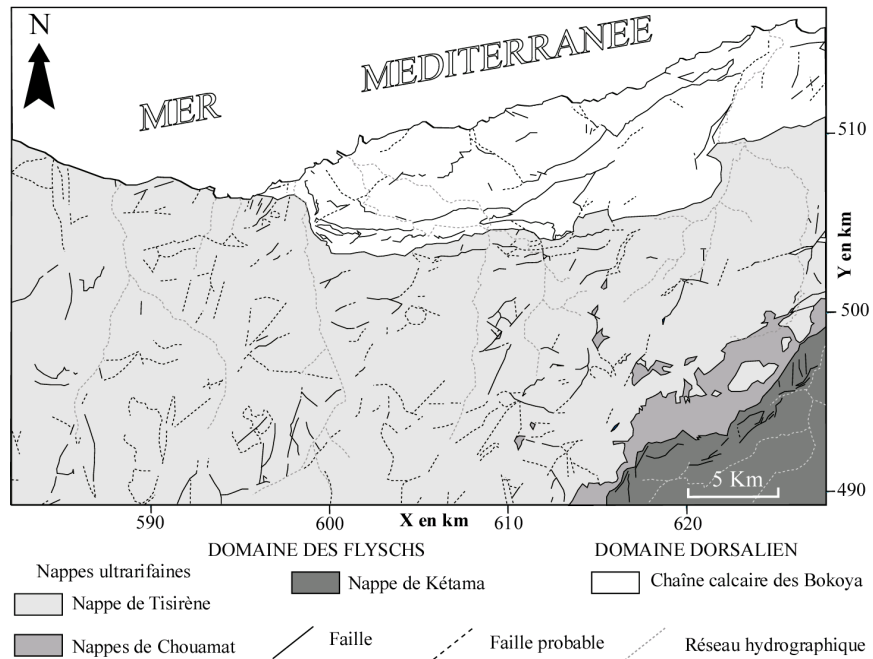 N
MER MEDITERRANEE
510
Y en km
500
T
490
5 Km
590
600
X en km
610
620
DOMAINE DES FLYSCHS
DOMAINE DORSALIEN
Nappes ultrarifaines
Nappe de Kétama
Chaîne calcaire des Bokoya
Nappe de Tisirène
Nappes de Chouamat
Faille
Faille probable
Réseau hydrographique